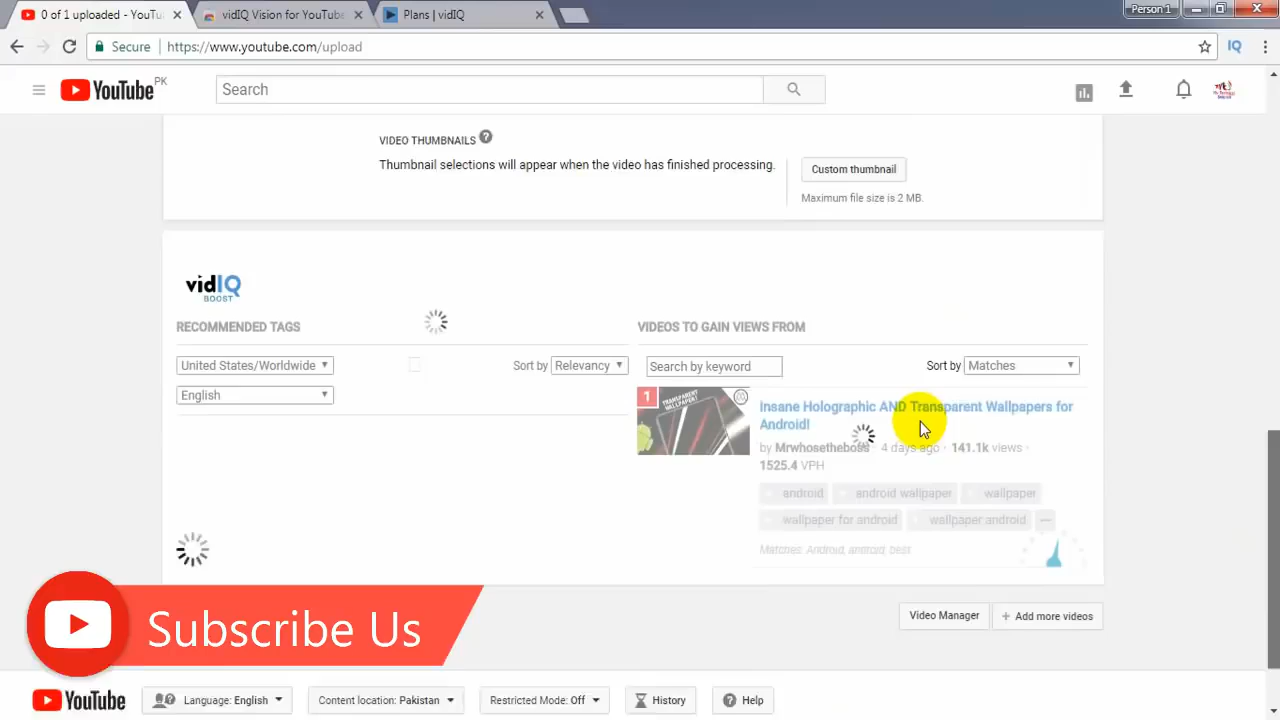 0 of 1 uploaded - YouTu
vidIQ Vision for YouTube
Plans | vidIQ
Person 1
Secure
https://www.youtube.com/upload
IQ
YouTube PK
Search
VIDEO THUMBNAILS ?
Thumbnail selections will appear when the video has finished processing.
Custom thumbnail
Maximum file size is 2 MB.
vidIQ
BOOST
RECOMMENDED TAGS
VIDEOS TO GAIN VIEWS FROM
United States/Worldwide
Sort by Relevancy
Search by keyword
Sort by Matches
English
1
TRANSPARENT
WALLPAPERS
Insane Holographic AND Transparent Wallpapers for
Android!
by Mrwhosetheboss · 4 days ago · 141.1k views ·
1525.4 VPH
android
android wallpaper
wallpaper
wallpaper for android
wallpaper android
...
Matches: Android, android, best
Subscribe Us
Video Manager
+ Add more videos
YouTube
Language: English
Content location: Pakistan
Restricted Mode: Off
History
Help